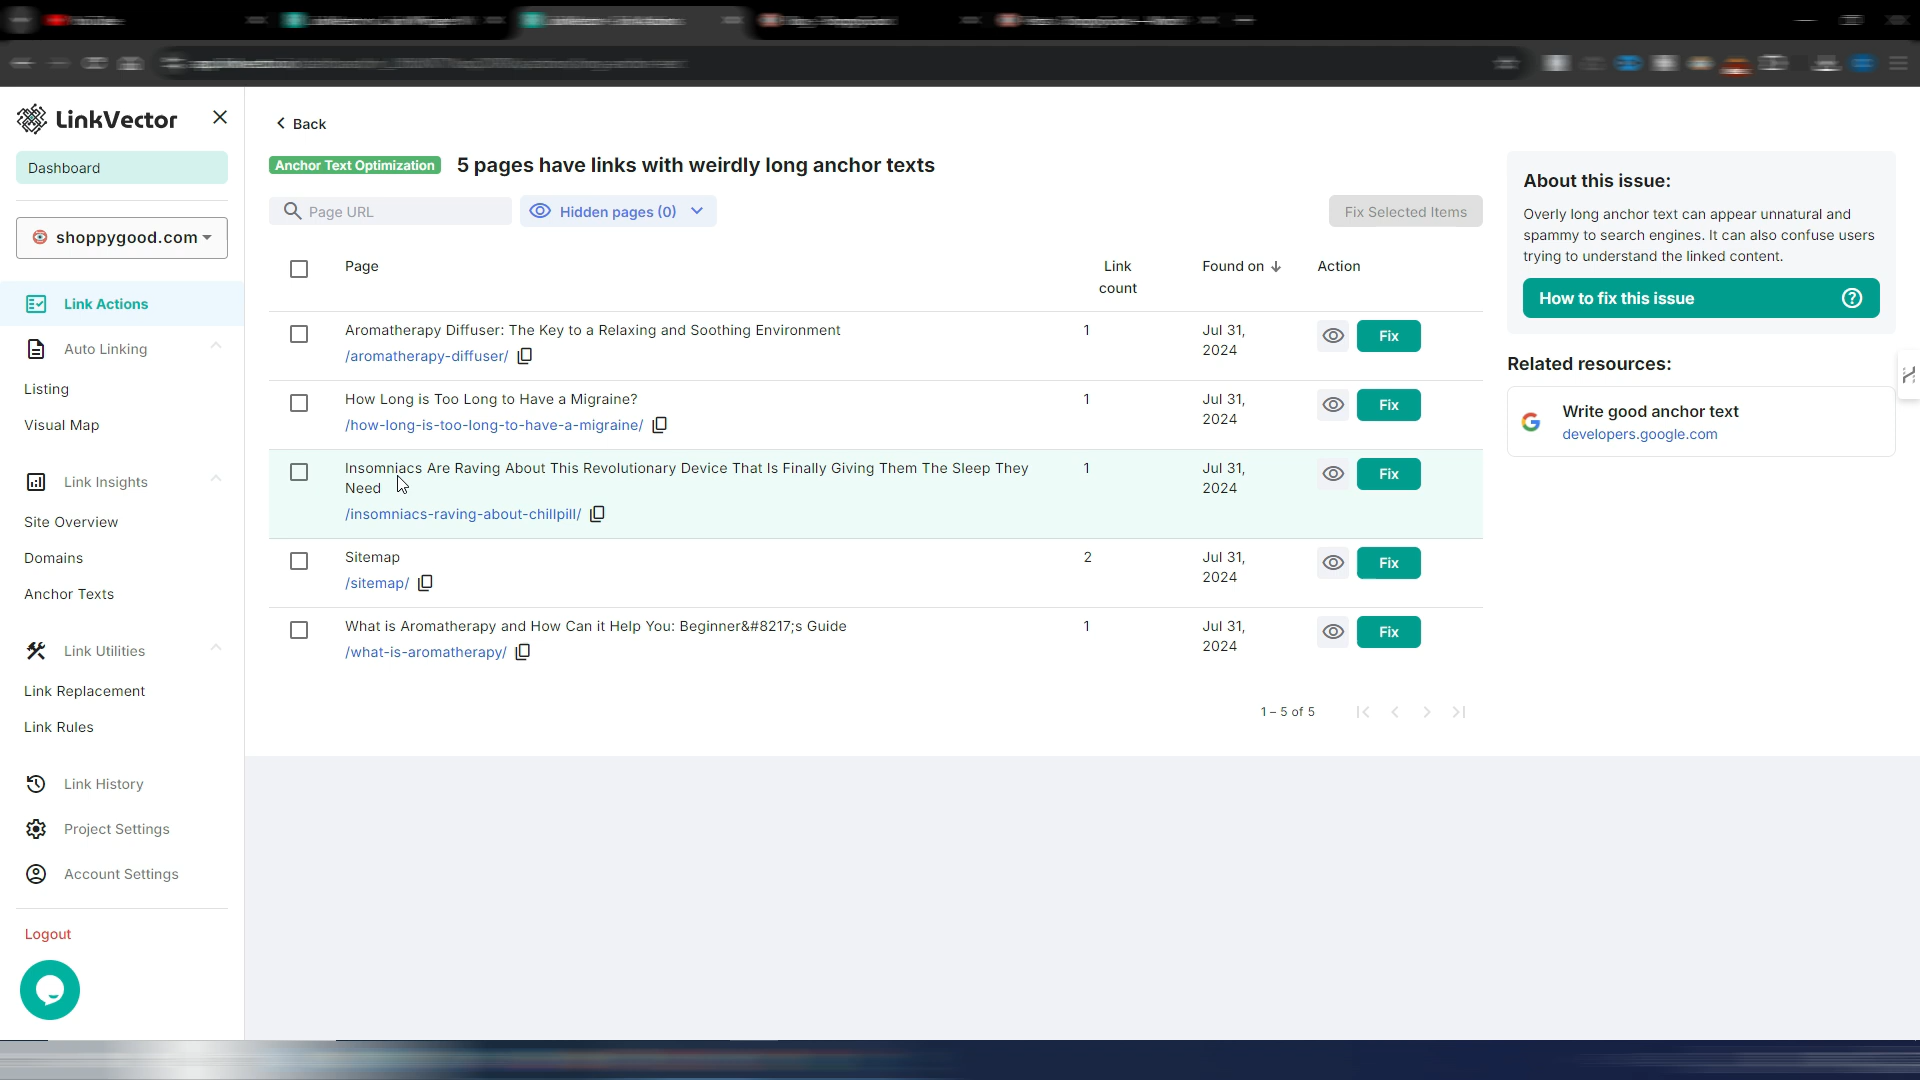 LinkVector
Dashboard
shoppygood.com
Link Actions
Auto Linking
Listing
Visual Map
Link Insights
Site Overview
Domains
Anchor Texts
Link Utilities
Link Replacement
Link Rules
Link History
Project Settings
Account Settings
Logout
Back
Anchor Text Optimization 5 pages have links with weirdly long anchor texts
Page URL
Hidden pages (0)
Fix Selected Items
Page
Link
count
Found on
Action
Aromatherapy Diffuser: The Key to a Relaxing and Soothing Environment
/aromatherapy-diffuser/
1
Jul 31,
2024
Fix
How Long is Too Long to Have a Migraine?
/how-long-is-too-long-to-have-a-migraine/
1
Jul 31,
2024
Fix
Insomniacs Are Raving About This Revolutionary Device That Is Finally Giving Them The Sleep They
Need
/insomniacs-raving-about-chillpill/
1
Jul 31,
2024
Fix
Sitemap
/sitemap/
2
Jul 31,
2024
Fix
What is Aromatherapy and How Can it Help You: Beginner&#8217;s Guide
/what-is-aromatherapy/
1
Jul 31,
2024
Fix
1 – 5 of 5
About this issue:
Overly long anchor text can appear unnatural and
spammy to search engines. It can also confuse users
trying to understand the linked content.
How to fix this issue
Related resources:
Write good anchor text
developers.google.com